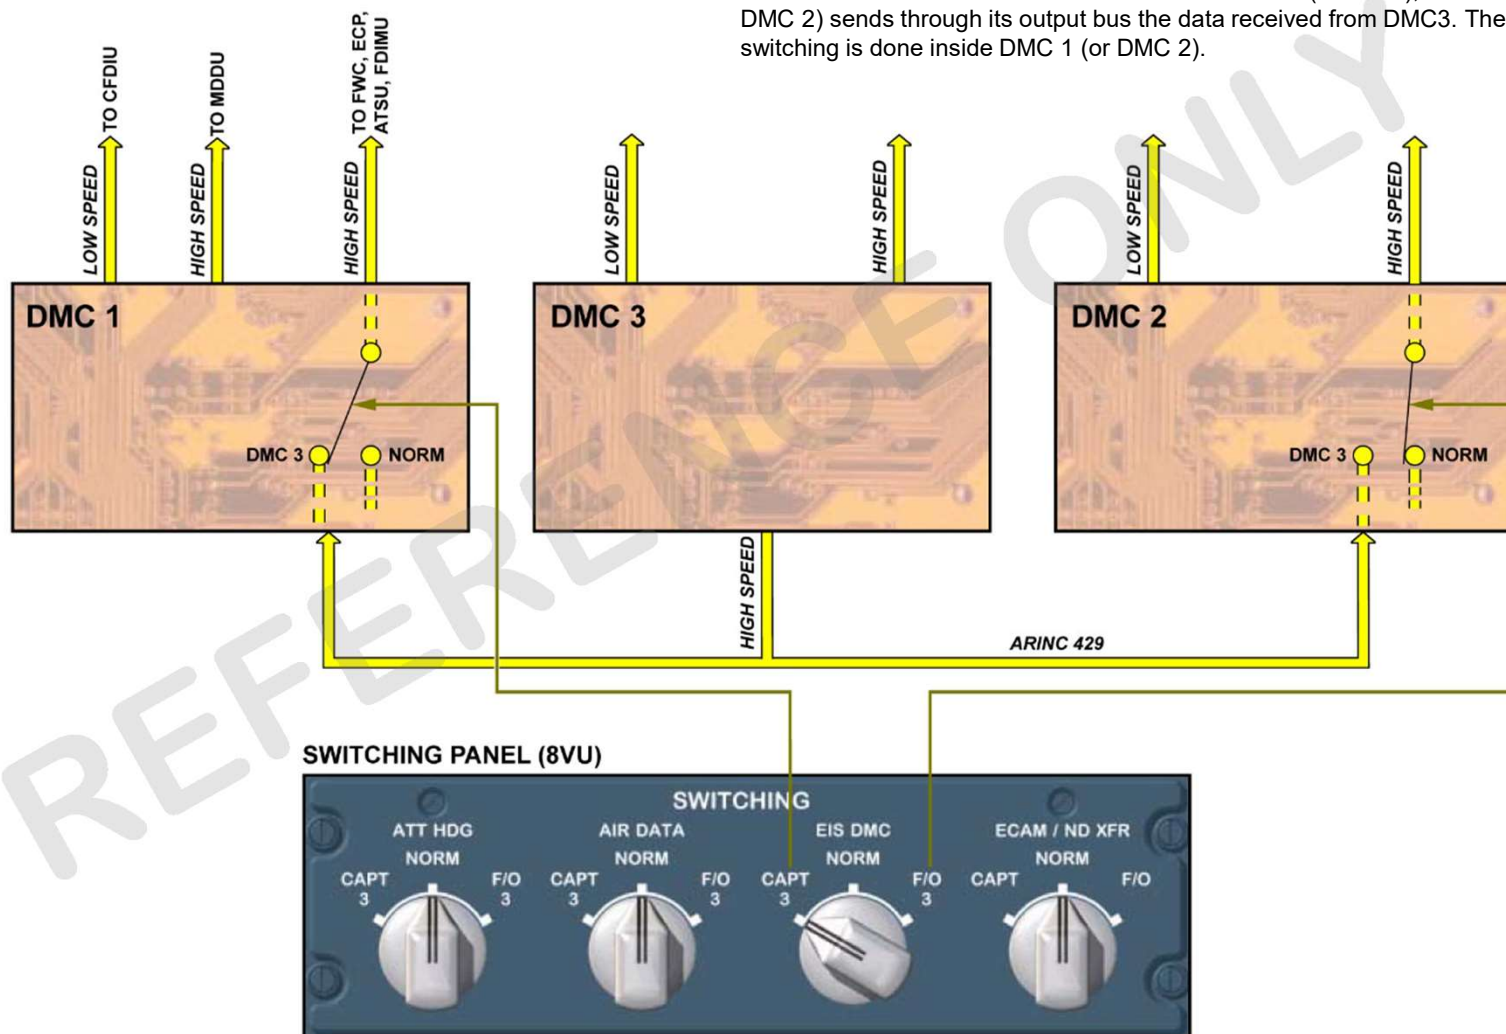 DMC 2) sends through its output bus the data received from DMC3. The
switching is done inside DMC 1 (or DMC 2).
TO CFDIU
TO MDDU
TO FWC, ECP,
ATSU, FDIMU
LOW SPEED
HIGH SPEED
HIGH SPEED
LOW SPEED
HIGH SPEED
LOW SPEED
HIGH SPEED
DMC 1
DMC 3
DMC 2
DMC 3
NORM
DMC 3
NORM
HIGH SPEED
ARINC 429
REFERENCE ONLY
SWITCHING PANEL (8VU)
SWITCHING
ATT HDG
NORM
CAPT
3
F/O
3
AIR DATA
NORM
CAPT
3
F/O
3
EIS DMC
NORM
CAPT
3
F/O
3
ECAM / ND XFR
NORM
CAPT
F/O